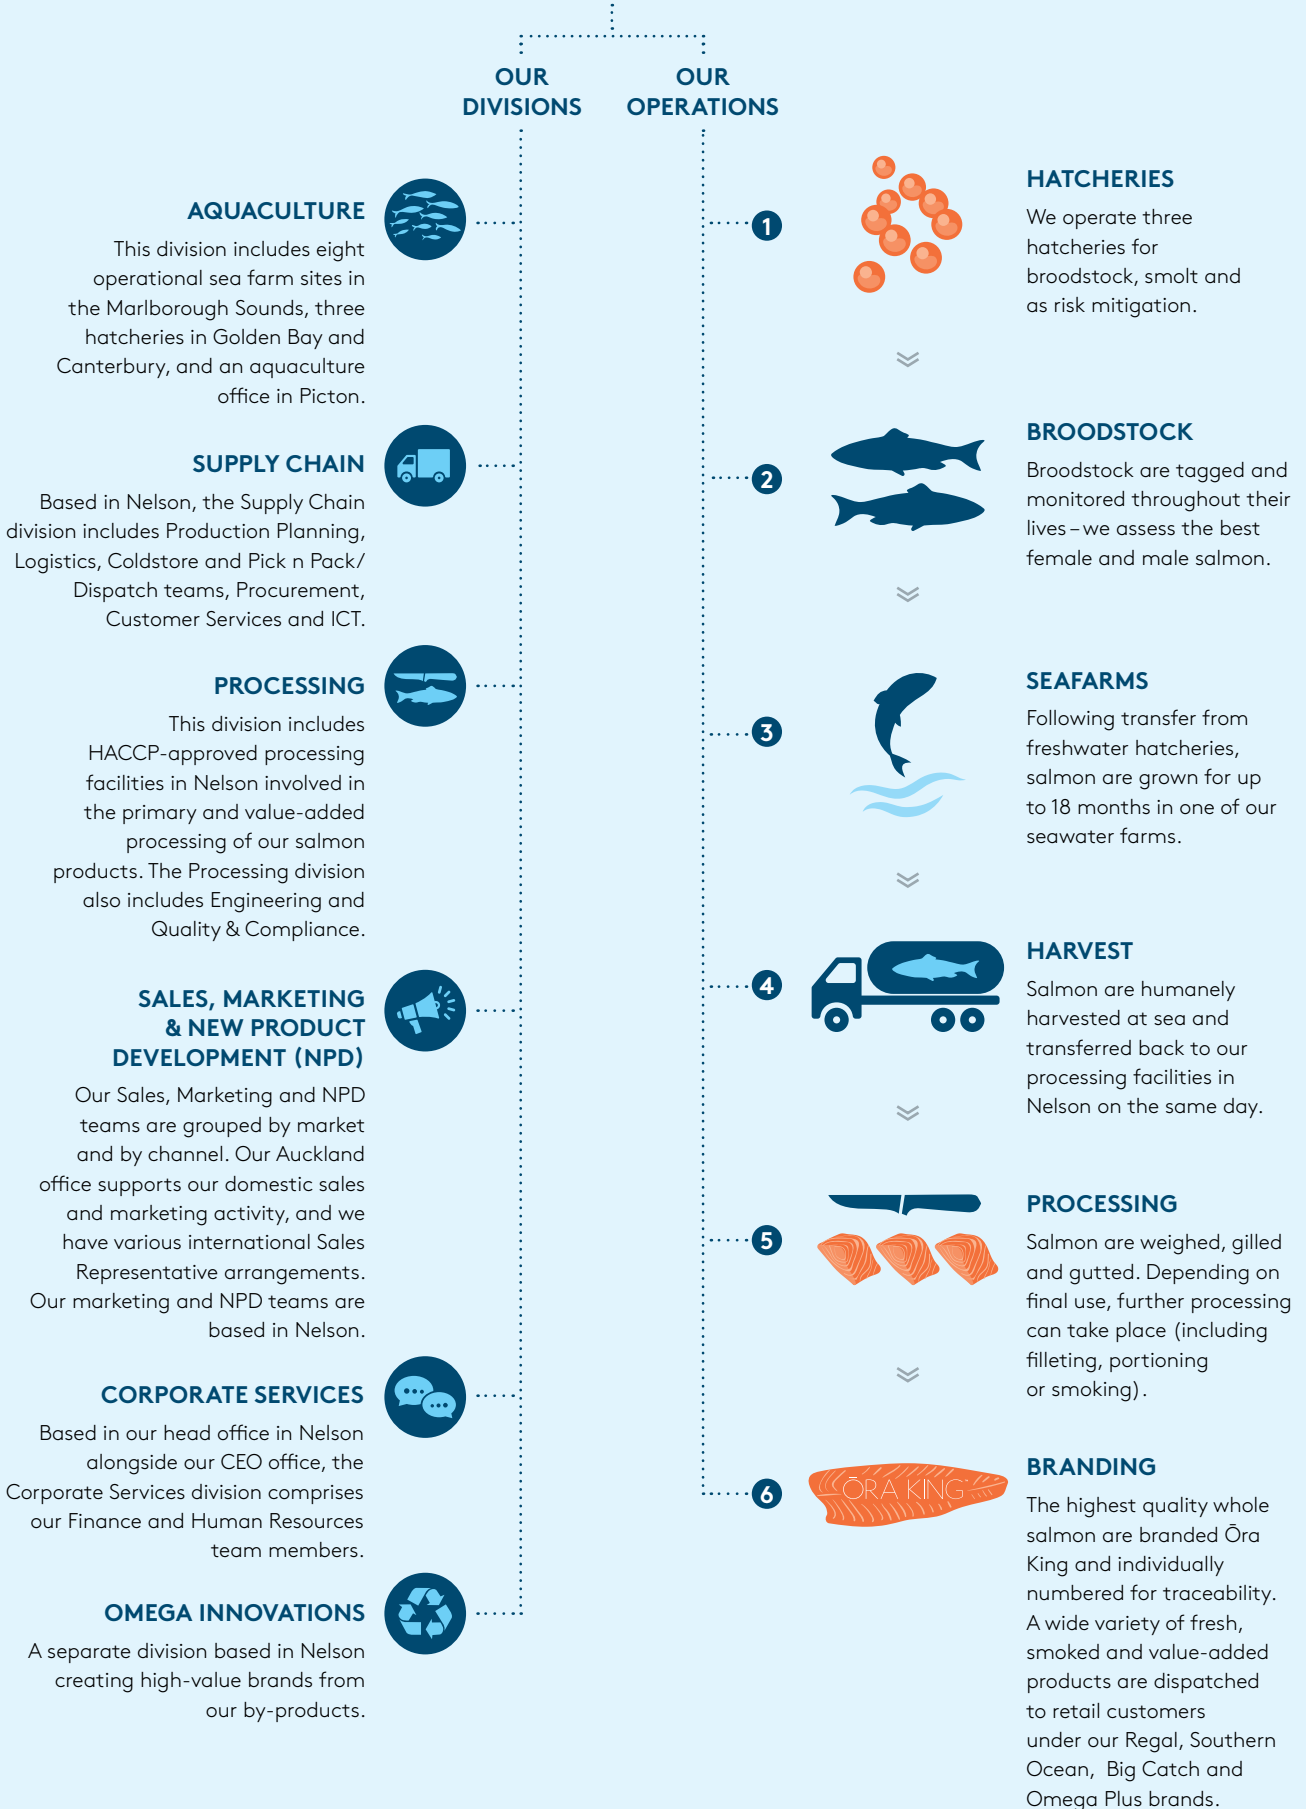 OUR
DIVISIONS
AQUACULTURE
This division includes eight
operational sea farm sites in
the Marlborough Sounds, three
hatcheries in Golden Bay and
Canterbury, and an aquaculture
office in Picton.
SUPPLY CHAIN
Based in Nelson, the Supply Chain
division includes Production Planning,
Logistics, Coldstore and Pick n Pack/
Dispatch teams, Procurement,
Customer Services and ICT.
PROCESSING
This division includes
HACCP-approved processing
facilities in Nelson involved in
the primary and value-added
processing of our salmon
products. The Processing division
also includes Engineering and
Quality & Compliance.
SALES, MARKETING
& NEW PRODUCT
DEVELOPMENT (NPD)
Our Sales, Marketing and NPD
teams are grouped by market
and by channel. Our Auckland
office supports our domestic sales
and marketing activity, and we
have various international Sales
Representative arrangements.
Our marketing and NPD teams are
based in Nelson.
CORPORATE SERVICES
Based in our head office in Nelson
alongside our CEO office, the
Corporate Services division comprises
our Finance and Human Resources
team members.
OMEGA INNOVATIONS
A separate division based in Nelson
creating high-value brands from
our by-products.
OUR
OPERATIONS
1
HATCHERIES
We operate three
hatcheries for
broodstock, smolt and
as risk mitigation.
2
BROODSTOCK
Broodstock are tagged and
monitored throughout their
lives – we assess the best
female and male salmon.
3
SEAFARMS
Following transfer from
freshwater hatcheries,
salmon are grown for up
to 18 months in one of our
seawater farms.
4
HARVEST
Salmon are humanely
harvested at sea and
transferred back to our
processing facilities in
Nelson on the same day.
5
PROCESSING
Salmon are weighed, gilled
and gutted. Depending on
final use, further processing
can take place (including
filleting, portioning
or smoking).
6
ŌRA KING
BRANDING
The highest quality whole
salmon are branded Ōra
King and individually
numbered for traceability.
A wide variety of fresh,
smoked and value-added
products are dispatched
to retail customers
under our Regal, Southern
Ocean, Big Catch and
Omega Plus brands.